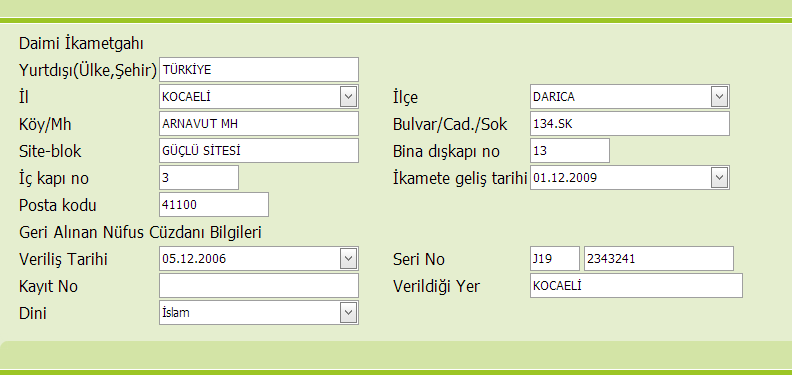 Daimi İkametgahı
Yurtdışı(Ülke,Şehir) TÜRKİYE
İl KOCAELİ İlçe DARICA
Köy/Mh ARNAVUT MH Bulvar/Cad./Sok 134.SK
Site-blok GÜÇLÜ SİTESİ Bina dışkapı no 13
İç kapı no 3 İkamete geliş tarihi 01.12.2009
Posta kodu 41100
Geri Alınan Nüfus Cüzdanı Bilgileri
Veriliş Tarihi 05.12.2006 Seri No J19 2343241
Kayıt No Verildiği Yer KOCAELİ
Dini İslam